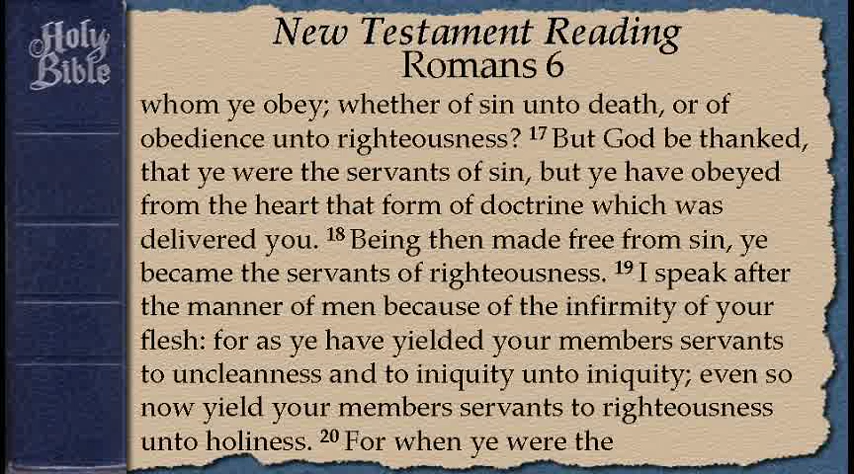 Holy
Bible
New Testament Reading
Romans 6
whom ye obey; whether of sin unto death, or of
obedience unto righteousness? 17 But God be thanked,
that ye were the servants of sin, but ye have obeyed
from the heart that form of doctrine which was
delivered you. 18 Being then made free from sin, ye
became the servants of righteousness. 19 I speak after
the manner of men because of the infirmity of your
flesh: for as ye have yielded your members servants
to uncleanness and to iniquity unto iniquity; even so
now yield your members servants to righteousness
unto holiness. 20 For when ye were the